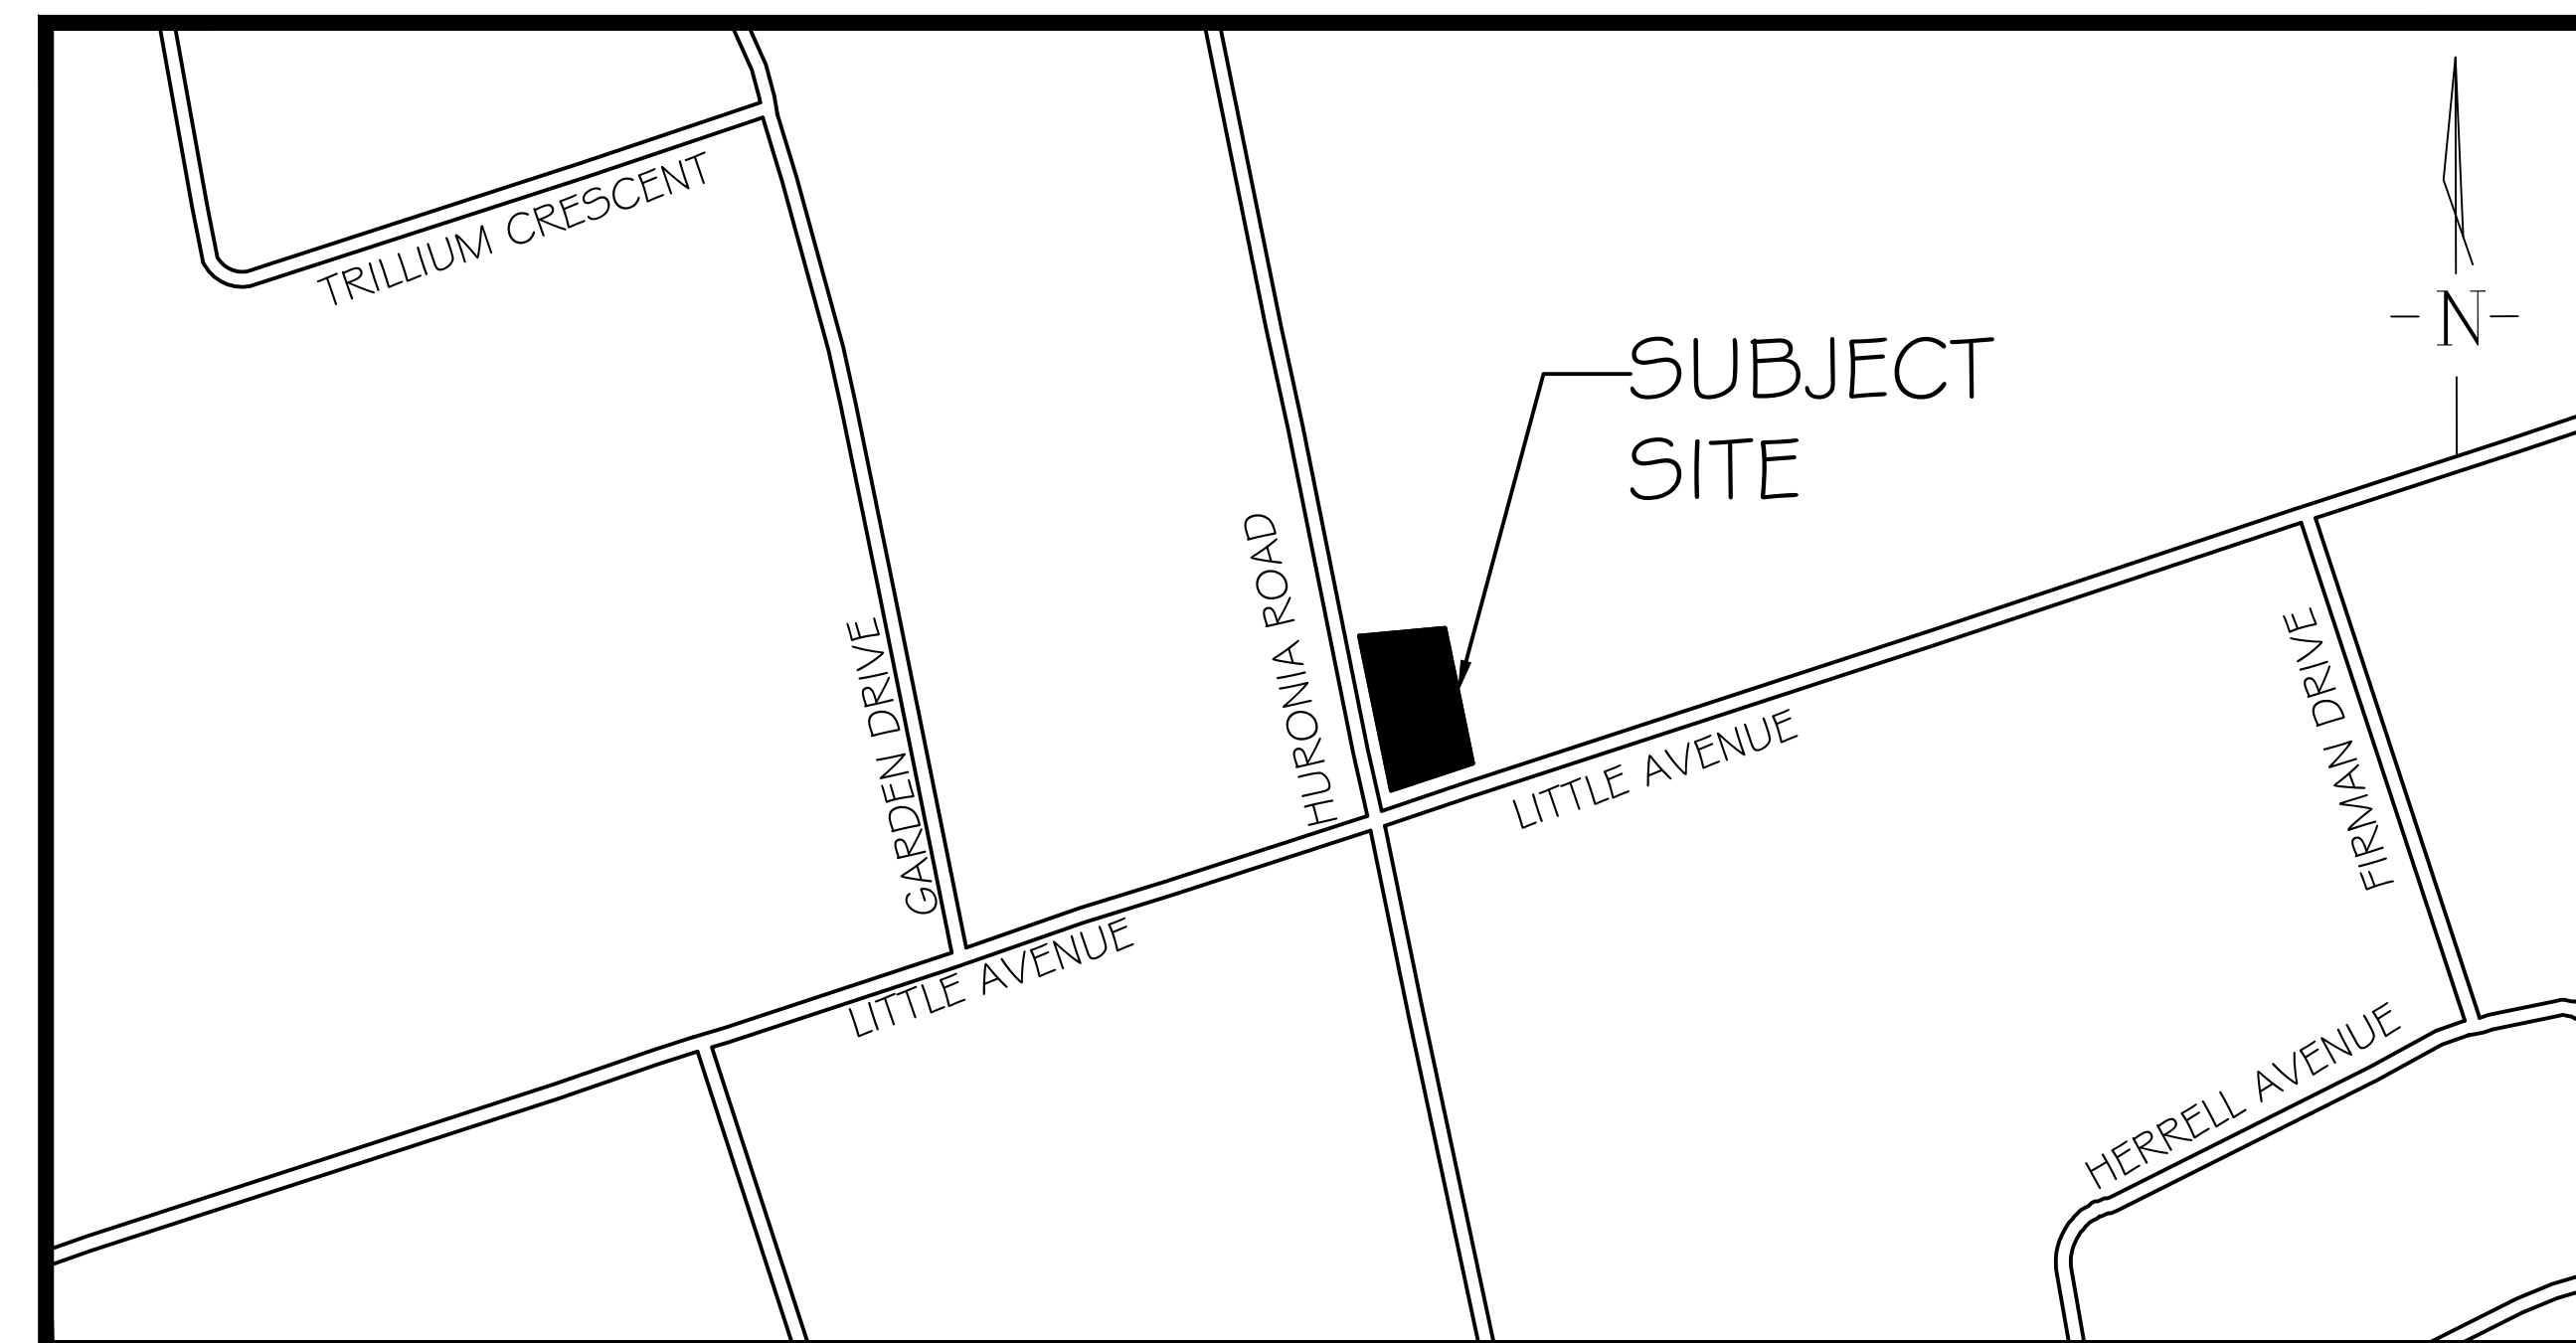 TRILLIUM CRESCENT
- N -
SUBJECT
SITE
HURONIA ROAD
GARDEN DRIVE
FIRMAN DRIVE
LITTLE AVENUE
LITTLE AVENUE
HERRELL AVENUE